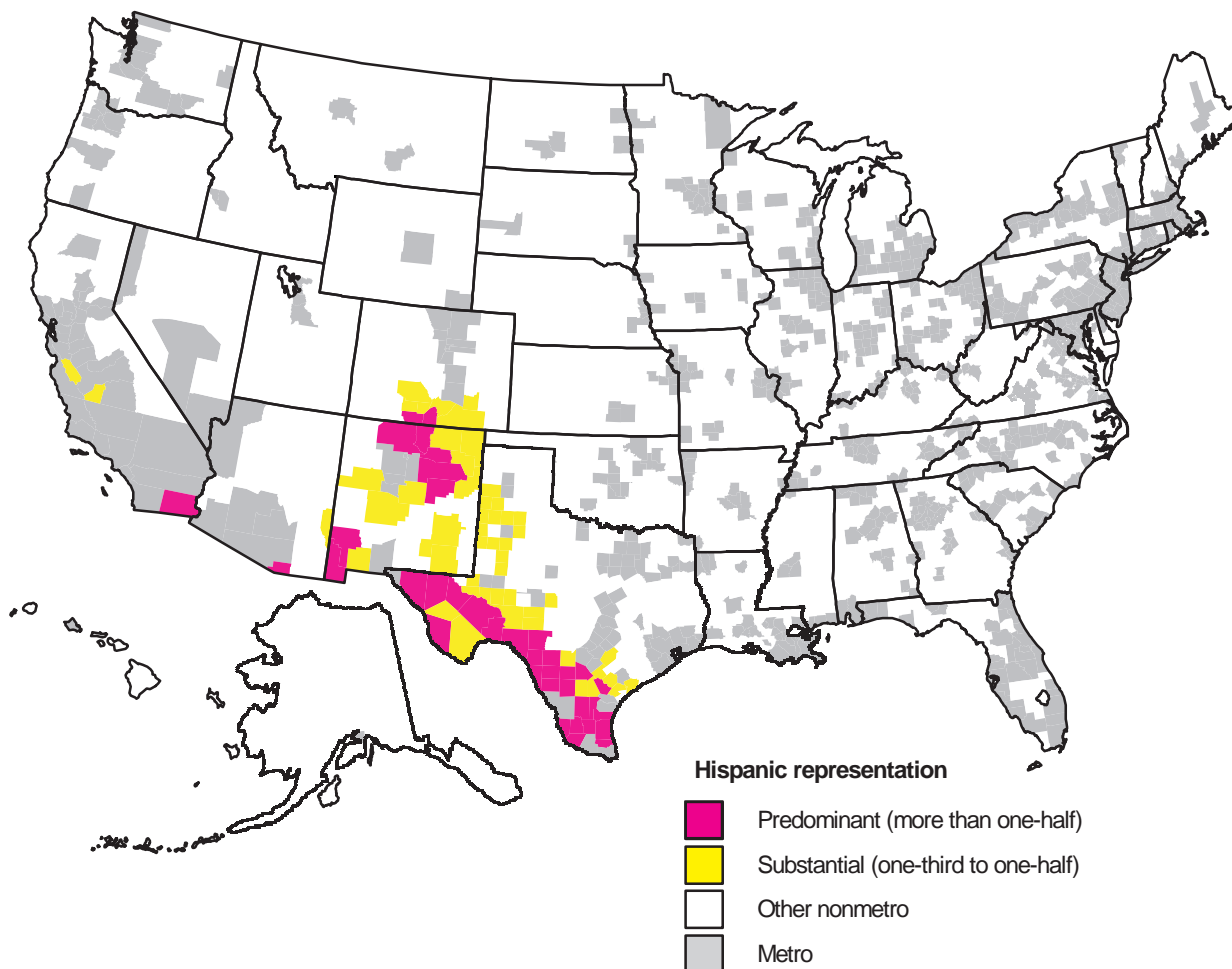 Hispanic representation
Predominant (more than one-half)
Substantial (one-third to one-half)
Other nonmetro
Metro